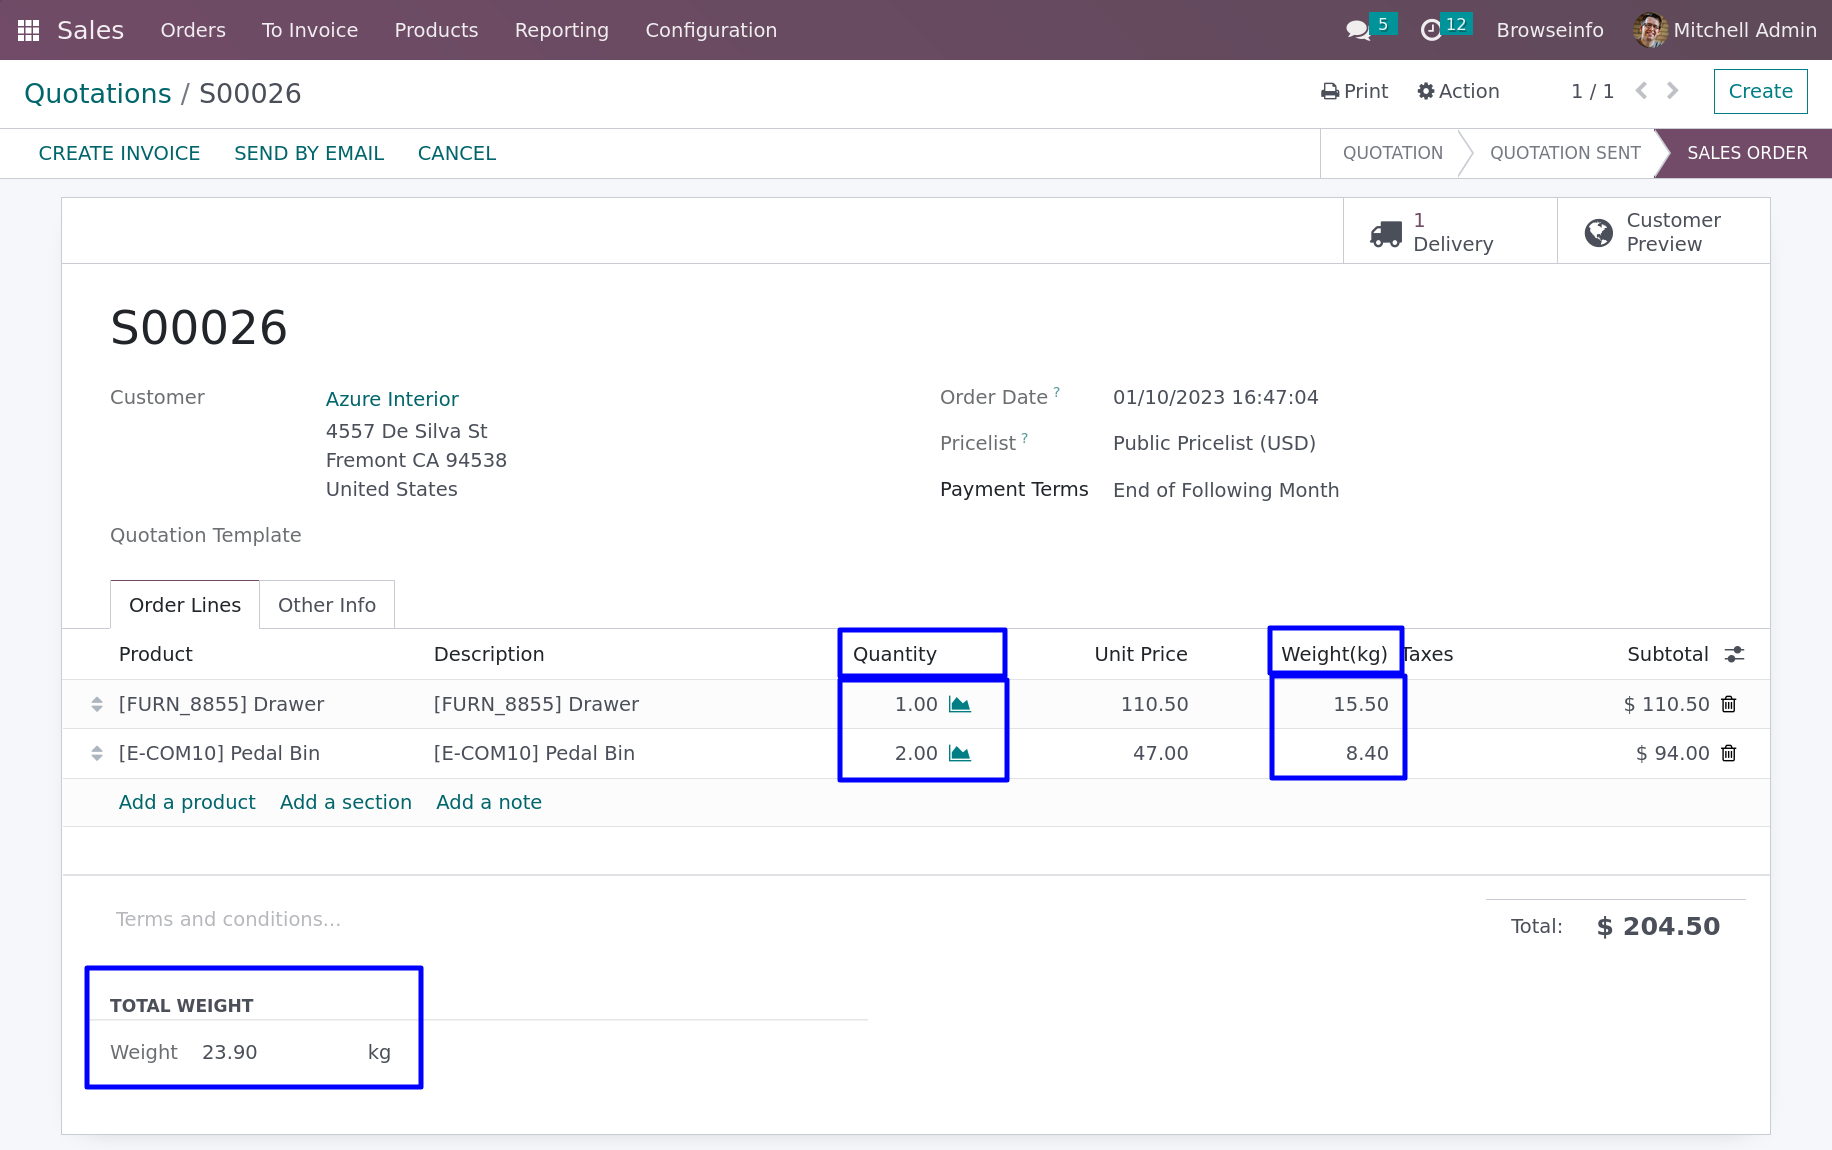 Sales Orders To Invoice Products Reporting Configuration 5 12 Browseinfo Mitchell Admin
Quotations / S00026 Print Action 1 / 1 Create
CREATE INVOICE SEND BY EMAIL CANCEL QUOTATION QUOTATION SENT SALES ORDER
1 Delivery
Customer Preview
S00026
Customer Azure Interior
4557 De Silva St
Fremont CA 94538
United States
Quotation Template
Order Date ? 01/10/2023 16:47:04
Pricelist ? Public Pricelist (USD)
Payment Terms End of Following Month
Order Lines Other Info
Product Description Quantity Unit Price Weight(kg) Taxes Subtotal
[FURN_8855] Drawer [FURN_8855] Drawer 1.00 110.50 15.50 $ 110.50
[E-COM10] Pedal Bin [E-COM10] Pedal Bin 2.00 47.00 8.40 $ 94.00
Add a product Add a section Add a note
Terms and conditions...
Total: $ 204.50
TOTAL WEIGHT
Weight 23.90 kg